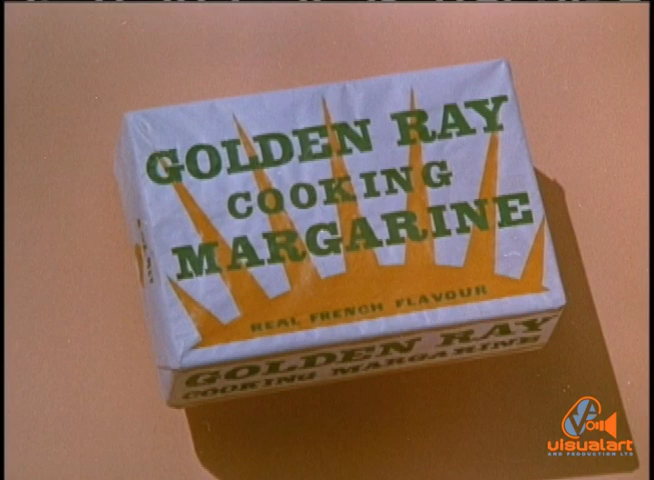 GOLDEN RAY
COOKING
MARGARINE
REAL FRENCH FLAVOUR
GOLDEN RAY
COOKING MARGARINE
visualart
AND PRODUCTION LTD